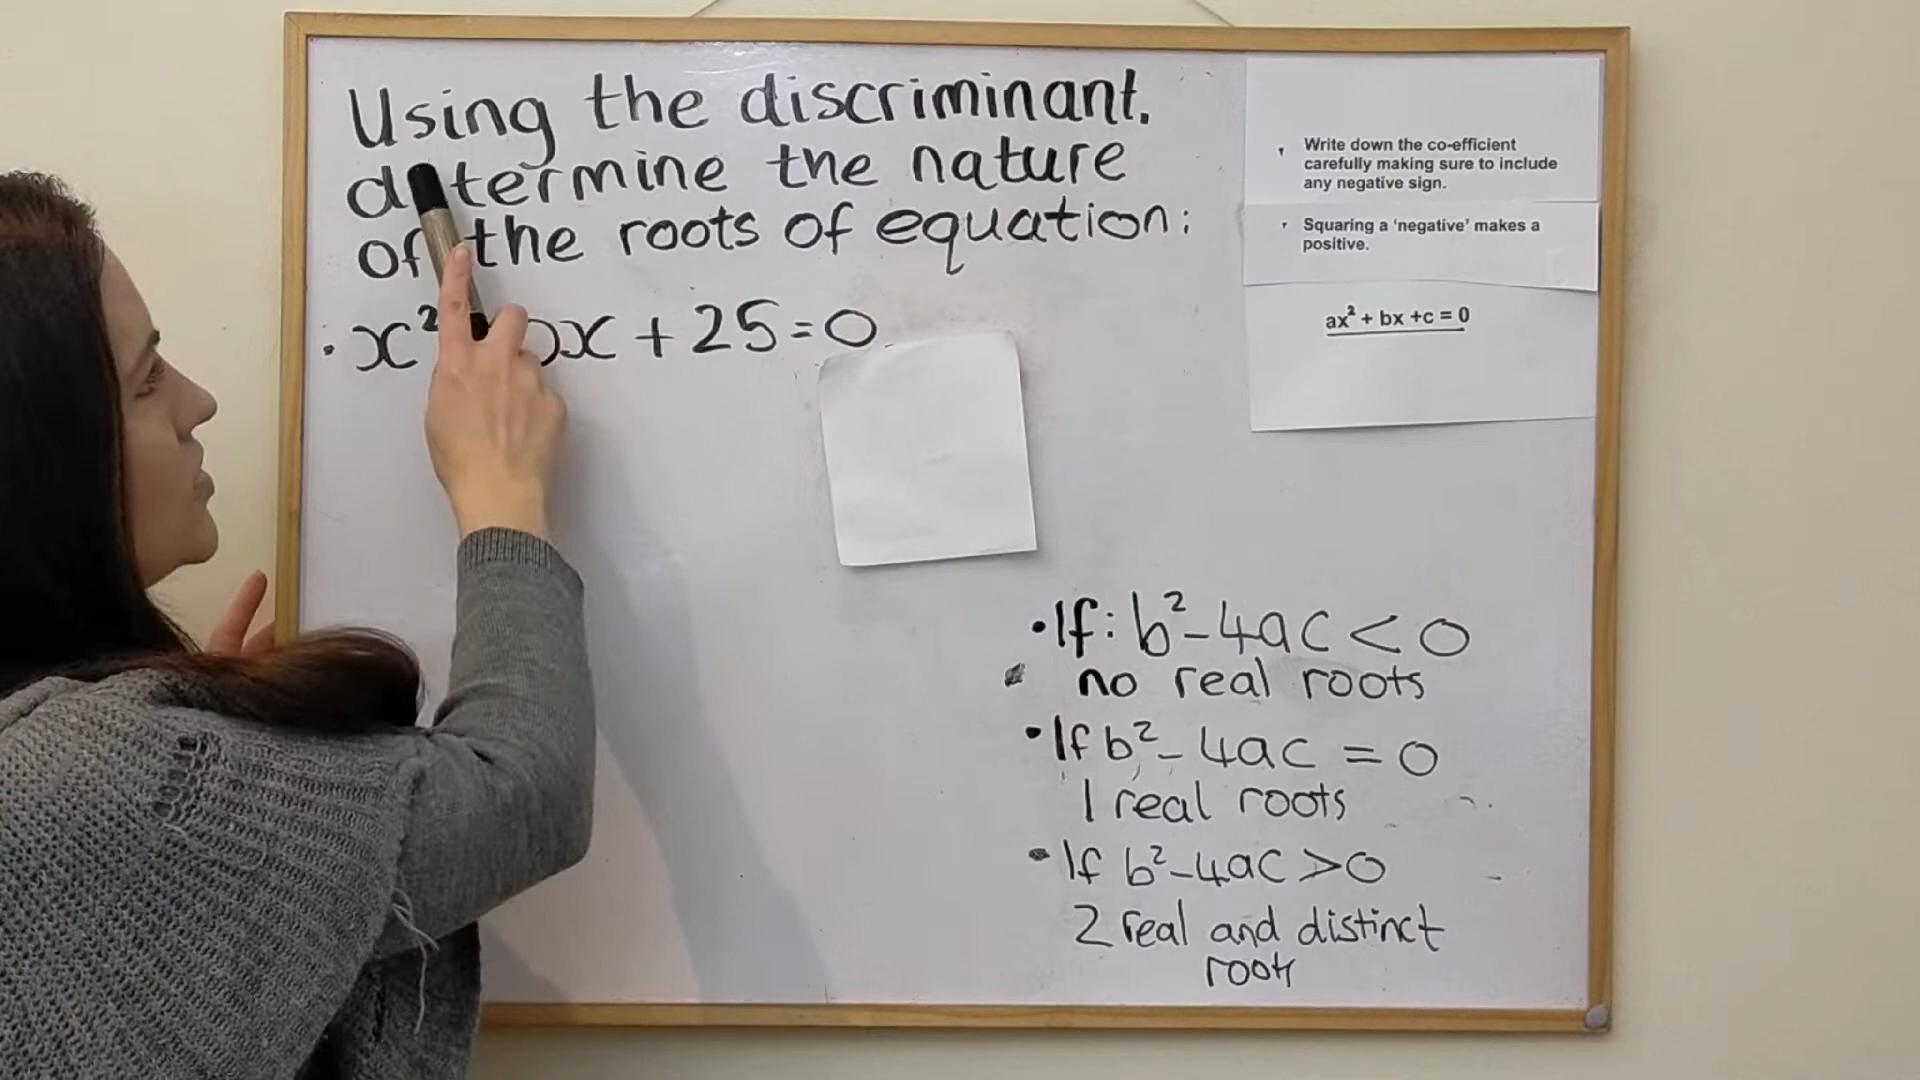 Using the discriminant.
determine the nature
of the roots of equation:
x² x + 25 = 0
Write down the co-efficient
carefully making sure to include
any negative sign.
Squaring a ‘negative’ makes a
positive.
ax² + bx +c = 0
• If: b² - 4ac < 0
no real roots
• If b² - 4ac = 0
1 real roots
• If b² - 4ac > 0
2 real and distinct